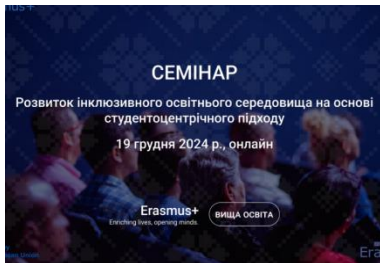 СЕМІНАР
Розвиток інклюзивного освітнього середовища на основі
студентоцентрічного підходу
19 грудня 2024 р., онлайн
Erasmus+
Enriching lives, opening minds.
ВИЩА ОСВІТА